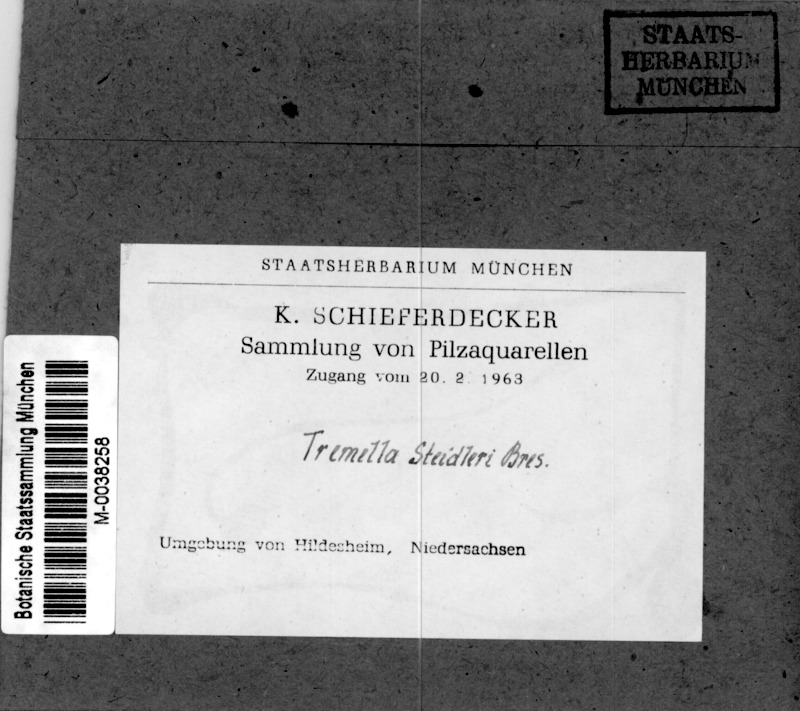 STAATS-
HERBARIUM
MÜNCHEN
STAATSHERBARIUM MÜNCHEN
K. SCHIEFERDECKER
Sammlung von Pilzaquarellen
Zugang vom 20. 2. 1963
Tremella Steidleri Bres.
Umgebung von Hildesheim, Niedersachsen
Botanische Staatssammlung München
M-0038258